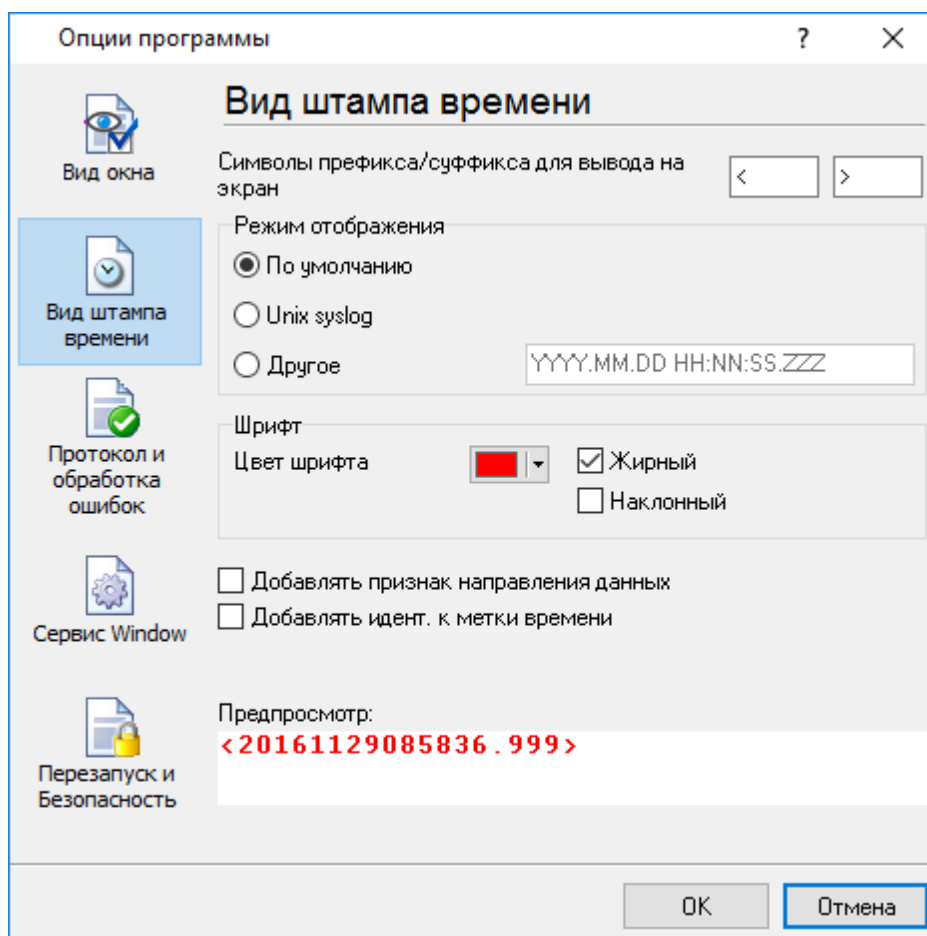 Опции программы
?
Вид окна
Вид штампа
времени
Протокол и
обработка
ошибок
Сервис Window
Перезапуск и
Безопасность
Вид штампа времени
Символы префикса/суффикса для вывода на
экран
<
>
Режим отображения
По умолчанию
Unix syslog
Другое
YYYY.MM.DD HH:NN:SS.ZZZ
Шрифт
Цвет шрифта
Жирный
Наклонный
Добавлять признак направления данных
Добавлять идент. к метки времени
Предпросмотр:
<20161129085836.999>
OK
Отмена